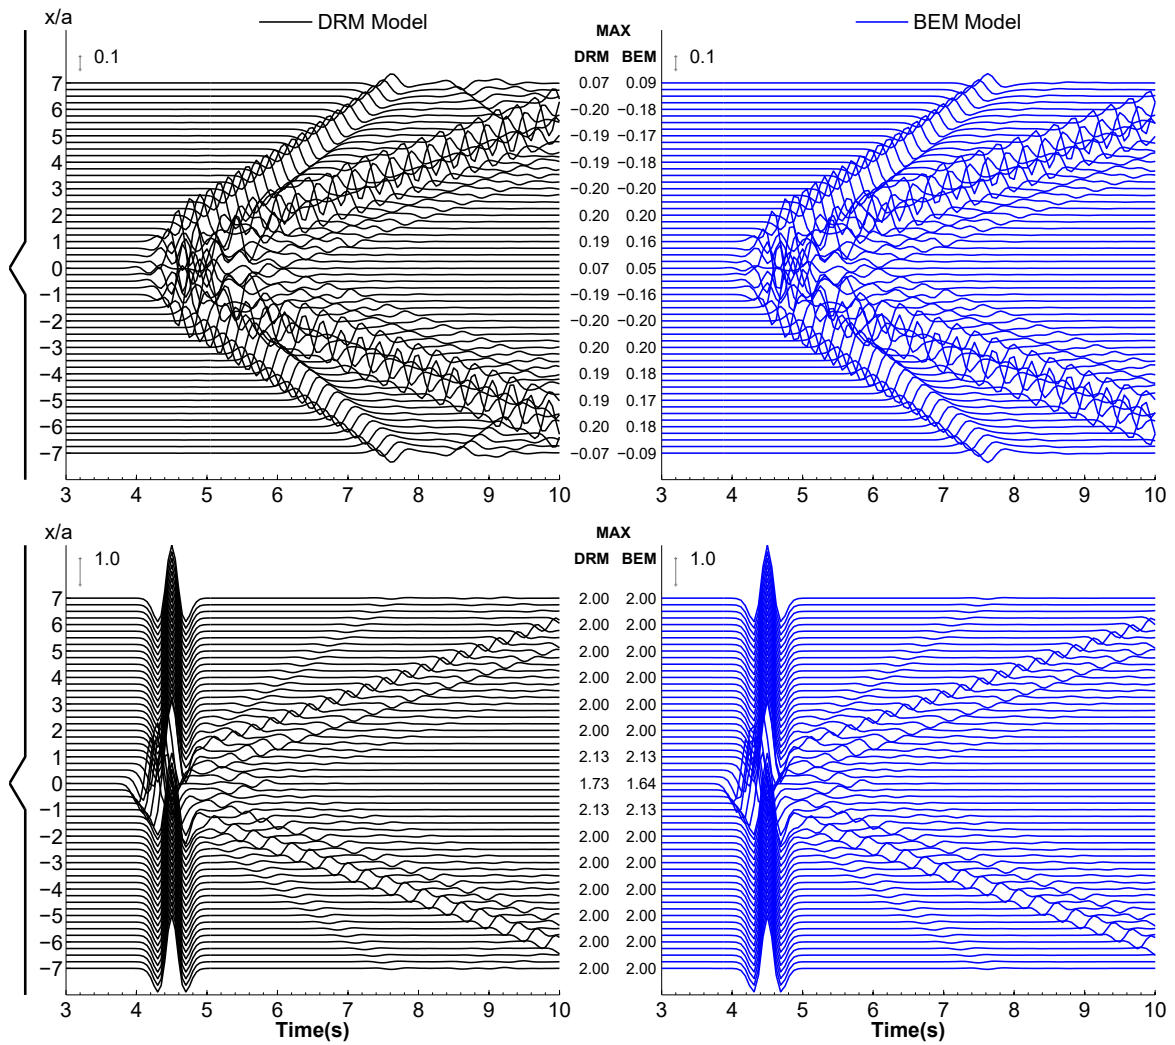 x/a
DRM Model
BEM Model
MAX
DRM BEM
0.1
0.1
7 0.07 0.09
6 −0.20 −0.18
5 −0.19 −0.17
4 −0.19 −0.18
3 −0.20 −0.20
2 0.20 0.20
1 0.19 0.16
0 0.07 0.05
−1 −0.19 −0.16
−2 −0.20 −0.20
−3 0.20 0.20
−4 0.19 0.18
−5 0.19 0.17
−6 0.20 0.18
−7 −0.07 −0.09
3 4 5 6 7 8 9 10
3 4 5 6 7 8 9 10
x/a
MAX
DRM BEM
1.0
1.0
7 2.00 2.00
6 2.00 2.00
5 2.00 2.00
4 2.00 2.00
3 2.00 2.00
2 2.00 2.00
1 2.13 2.13
0 1.73 1.64
−1 2.13 2.13
−2 2.00 2.00
−3 2.00 2.00
−4 2.00 2.00
−5 2.00 2.00
−6 2.00 2.00
−7 2.00 2.00
3 4 5 6 7 8 9 10
3 4 5 6 7 8 9 10
Time(s)
Time(s)